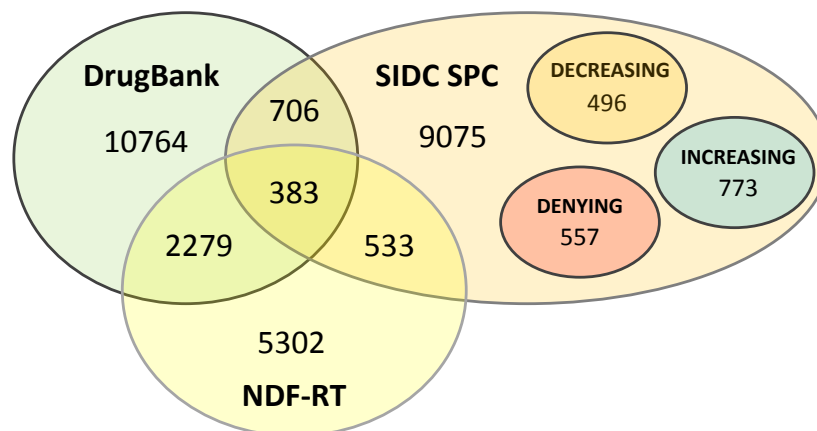 DrugBank
10764
706
SIDC SPC
9075
DECREASING
496
INCREASING
773
DENYING
557
383
2279
533
5302
NDF-RT